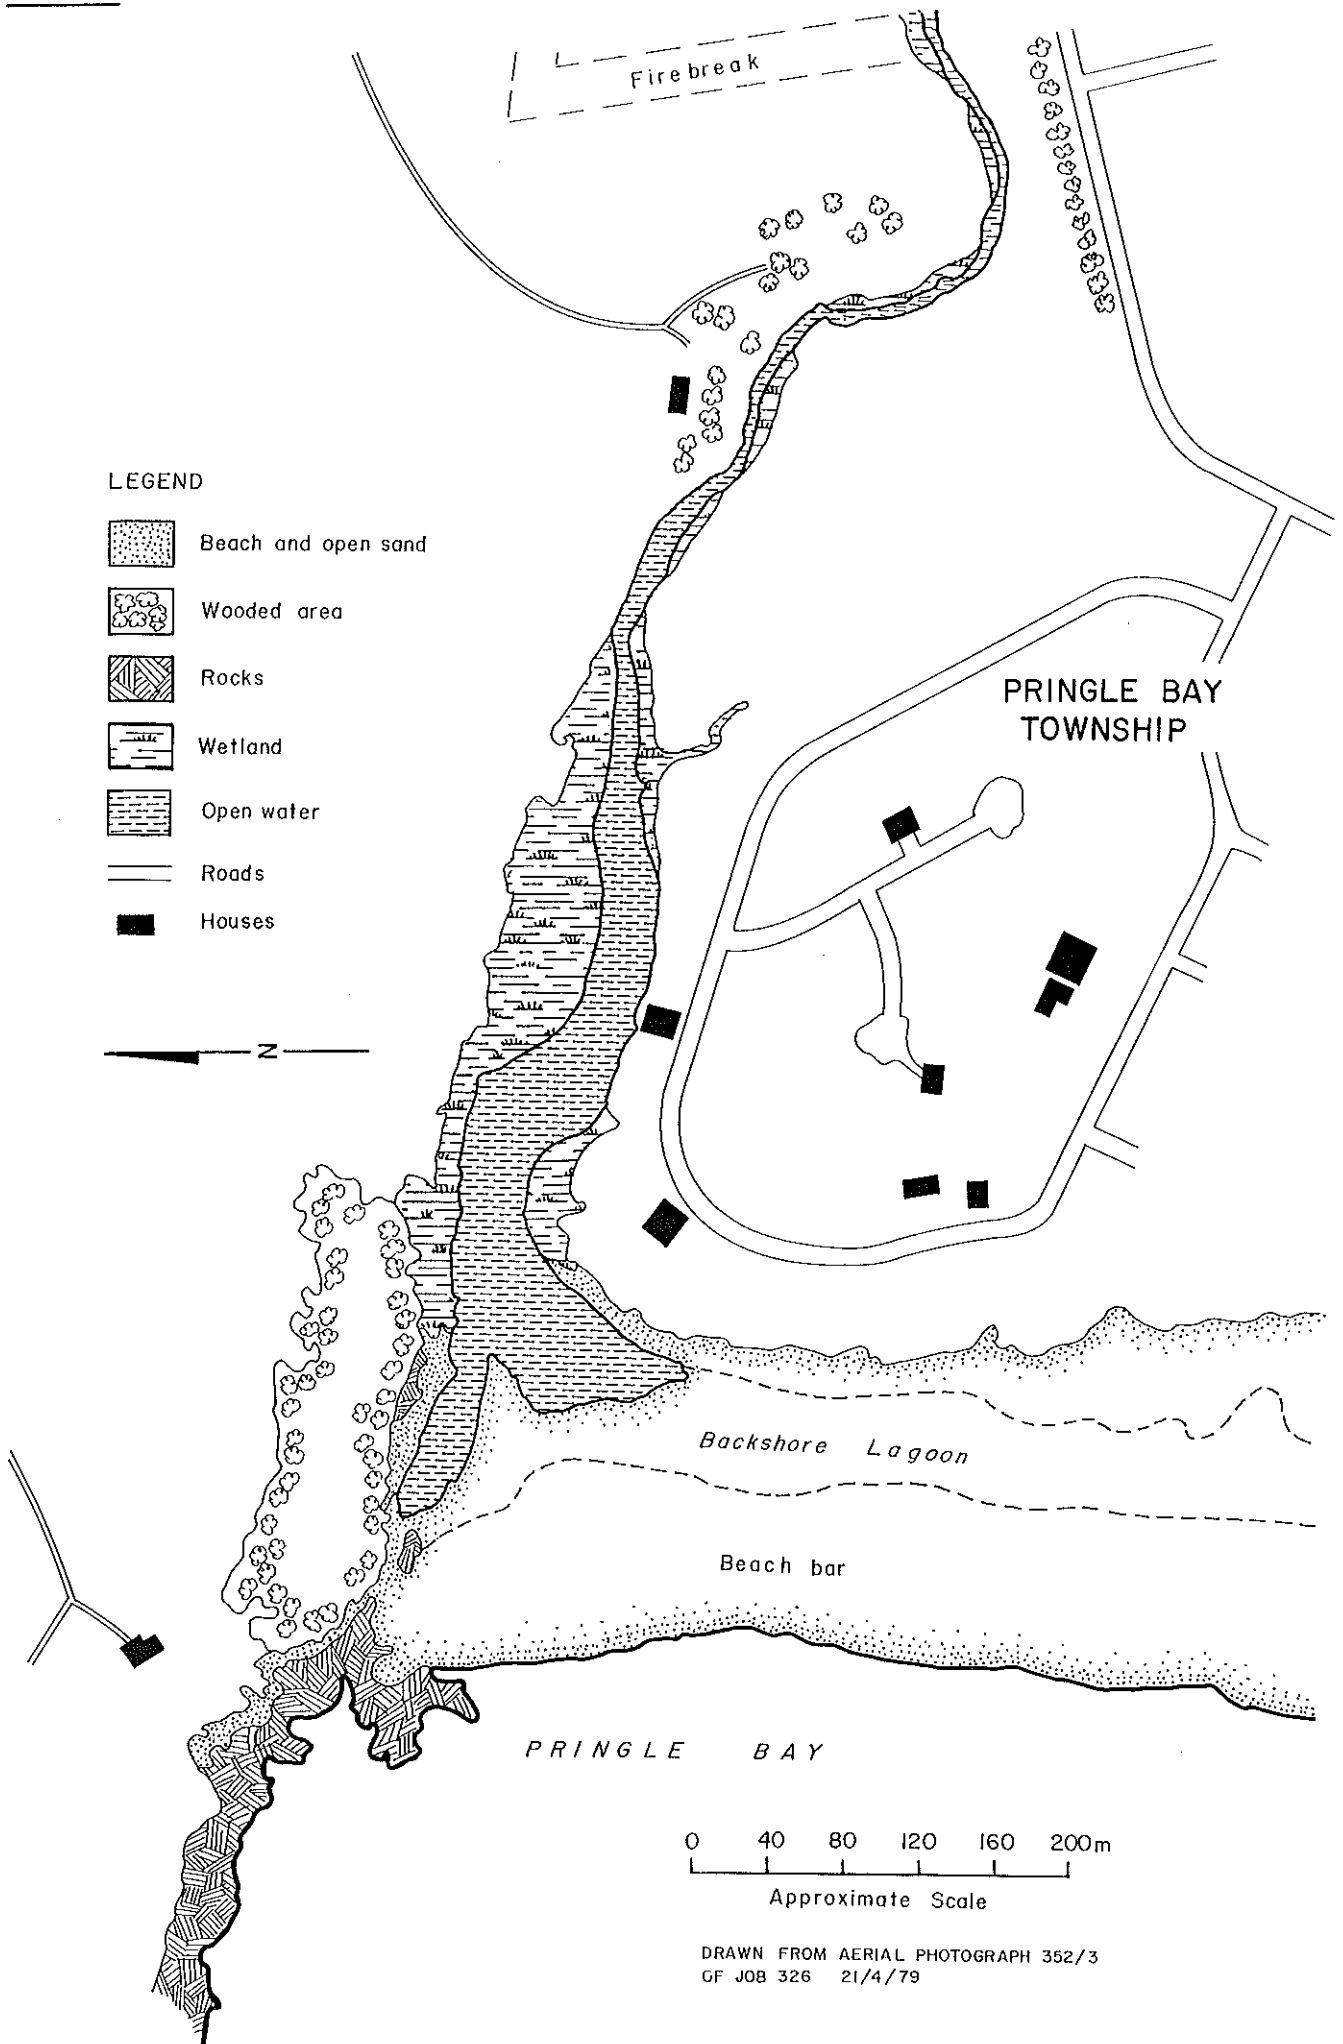 Firebreak
LEGEND
Beach and open sand
Wooded area
Rocks
Wetland
Open water
Roads
Houses
N
PRINGLE BAY
TOWNSHIP
Backshore Lagoon
Beach bar
PRINGLE BAY
0 40 80 120 160 200m
Approximate Scale
DRAWN FROM AERIAL PHOTOGRAPH 352/3
OF JOB 326 21/4/79